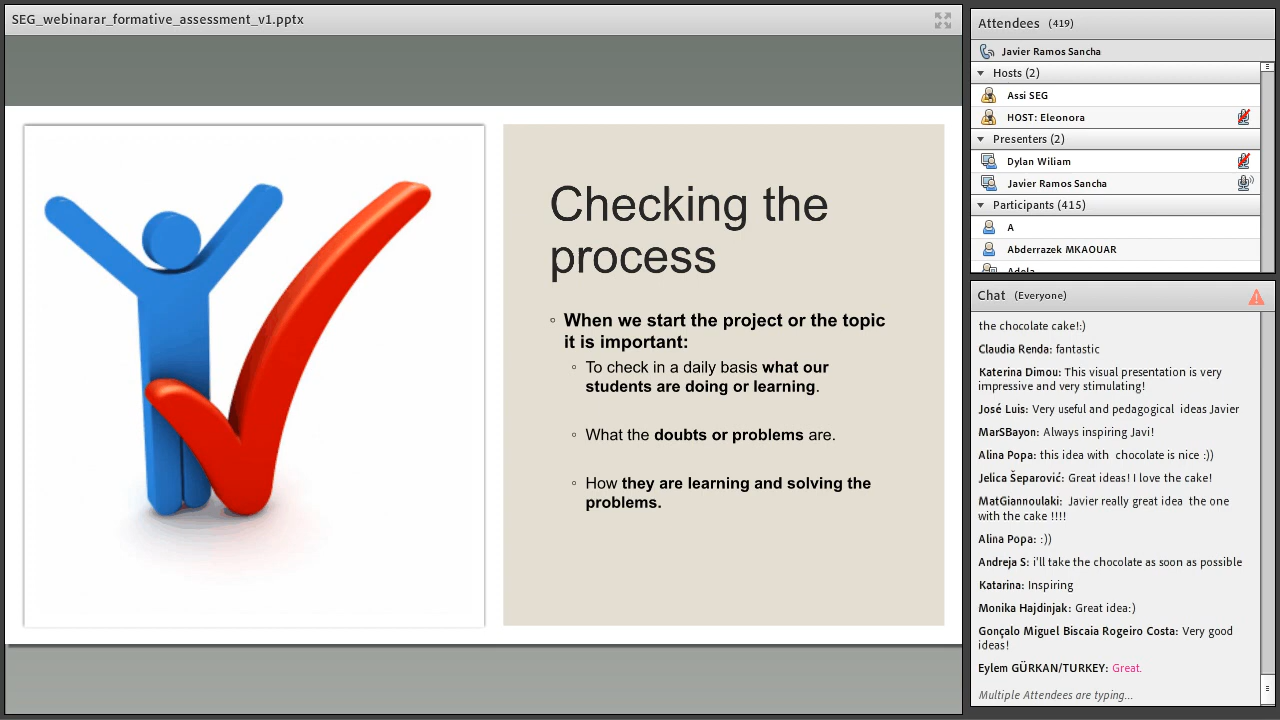 SEG_webinarar_formative_assessment_v1.pptx
Checking the
process
◦ When we start the project or the topic
it is important:
◦ To check in a daily basis what our
students are doing or learning.
◦ What the doubts or problems are.
◦ How they are learning and solving the
problems.
Attendees (419)
Javier Ramos Sancha
Hosts (2)
Assi SEG
HOST: Eleonora
Presenters (2)
Dylan Wiliam
Javier Ramos Sancha
Participants (415)
A
Abderrazek MKAOUAR
Adela
Chat (Everyone)
the chocolate cake!:)
Claudia Renda: fantastic
Katerina Dimou: This visual presentation is very
impressive and very stimulating!
José Luis: Very useful and pedagogical ideas Javier
MarSBayon: Always inspiring Javi!
Alina Popa: this idea with chocolate is nice :))
Jelica Šeparović: Great ideas! I love the cake!
MatGiannoulaki: Javier really great idea the one
with the cake !!!!
Alina Popa: :))
Andreja S: i'll take the chocolate as soon as possible
Katarina: Inspiring
Monika Hajdinjak: Great idea:)
Gonçalo Miguel Biscaia Rogeiro Costa: Very good
ideas!
Eylem GÜRKAN/TURKEY: Great.
Multiple Attendees are typing...